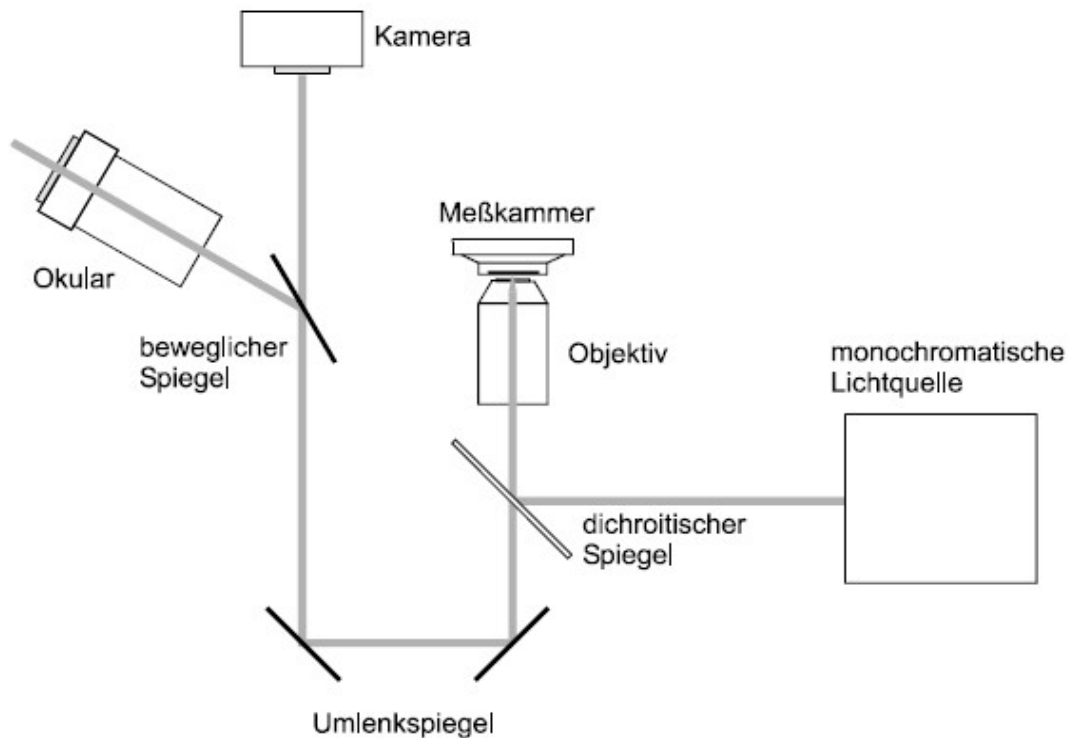 Kamera
Meßkammer
Okular
beweglicher
Spiegel
Objektiv
monochromatische
Lichtquelle
dichroitischer
Spiegel
Umlenkspiegel